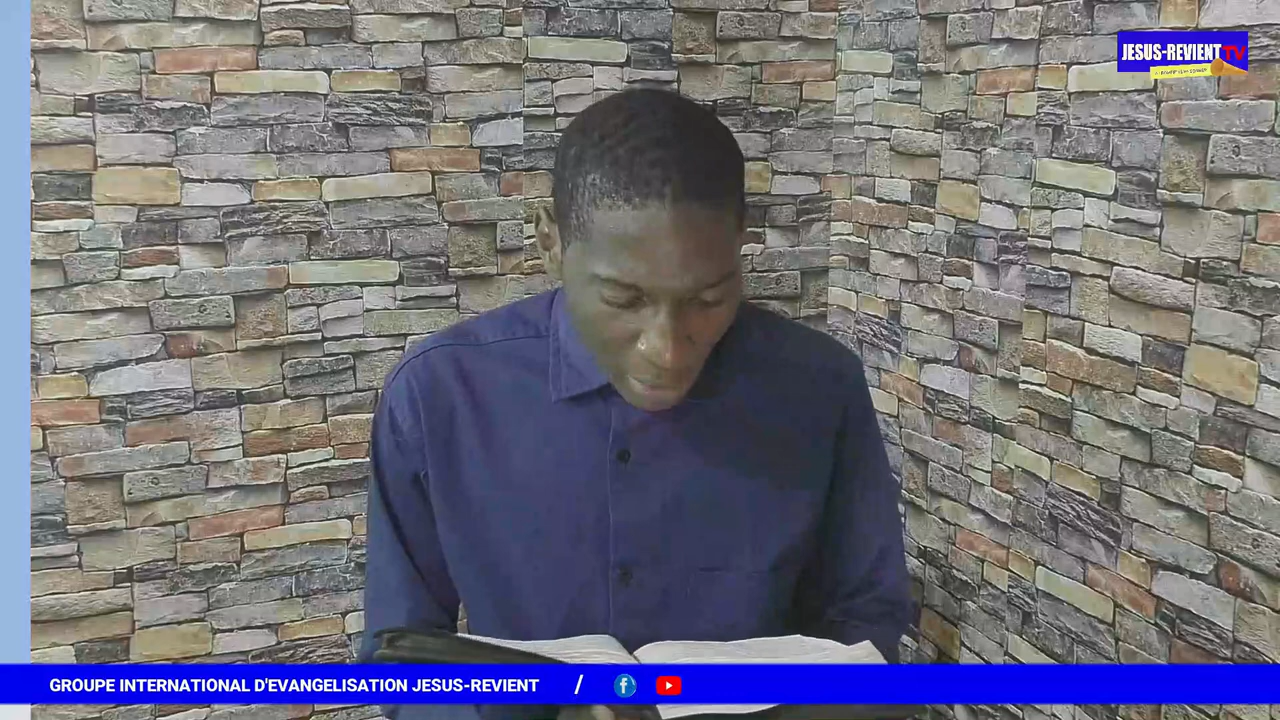 JESUS-REVIENT TV
GROUPE INTERNATIONAL D'EVANGELISATION JESUS-REVIENT /